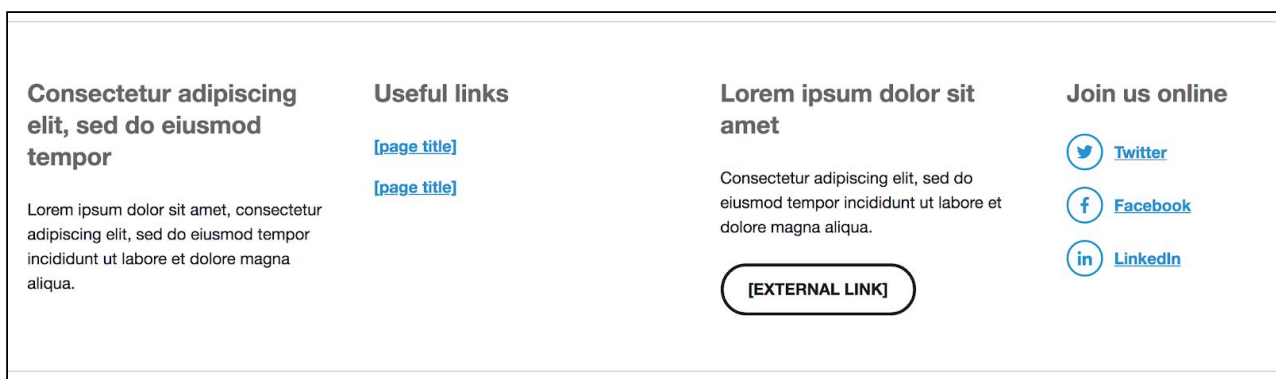 Consectetur adipiscing
elit, sed do eiusmod
tempor
Lorem ipsum dolor sit amet, consectetur
adipiscing elit, sed do eiusmod tempor
incididunt ut labore et dolore magna
aliqua.
Useful links
[page title]
[page title]
Lorem ipsum dolor sit
amet
Consectetur adipiscing elit, sed do
eiusmod tempor incididunt ut labore et
dolore magna aliqua.
[EXTERNAL LINK]
Join us online
Twitter
f Facebook
in LinkedIn